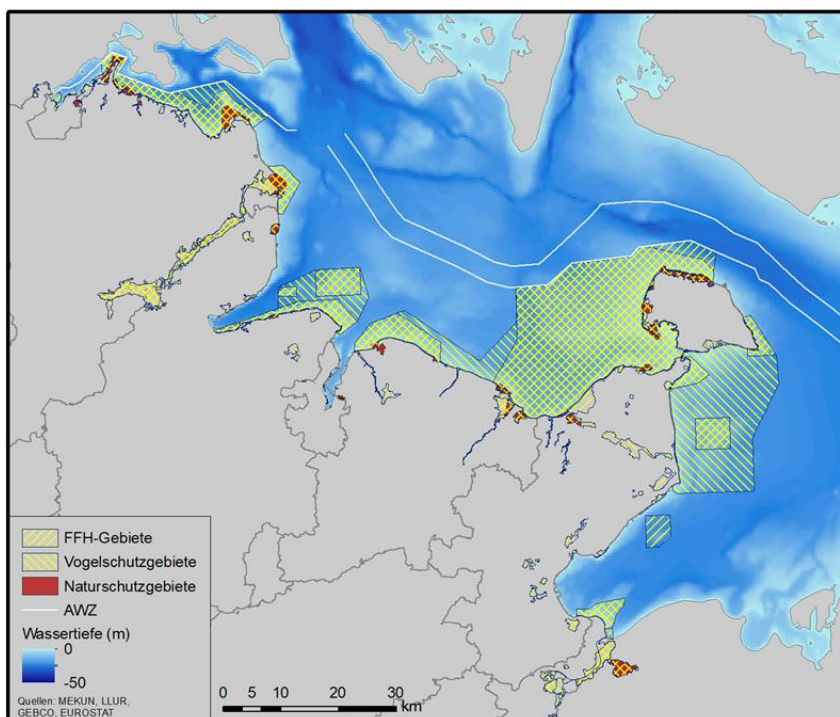 FFH-Gebiete
Vogelschutzgebiete
Naturschutzgebiete
AWZ
Wassertiefe (m)
0
-50
Quellen: MEKUN, LLUR,
GEBCO, EUROSTAT
0 5 10 20 30
km